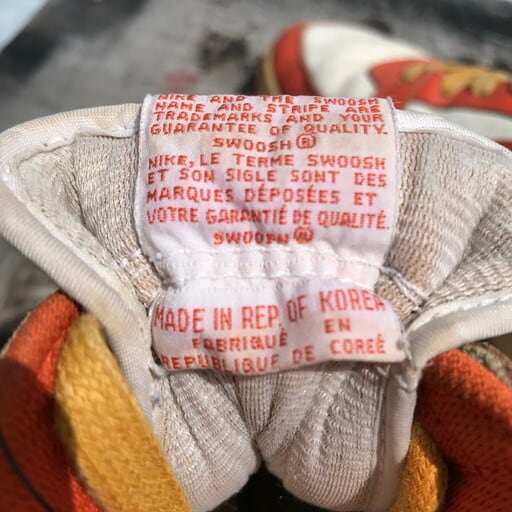 NIKE AND THE SWOOSH
NAME AND STRIPE ARE
TRADEMARKS AND YOUR
GUARANTEE OF QUALITY.
SWOOSH®
NIKE, LE TERME SWOOSH
ET SON SIGLE SONT DES
MARQUES DÉPOSÉES ET
VOTRE GARANTIÉ DE QUALITÉ.
SWOOSH®
MADE IN REP OF KOREA
FABRIQUÉ EN
REPUBLIQUE DE COREÉ